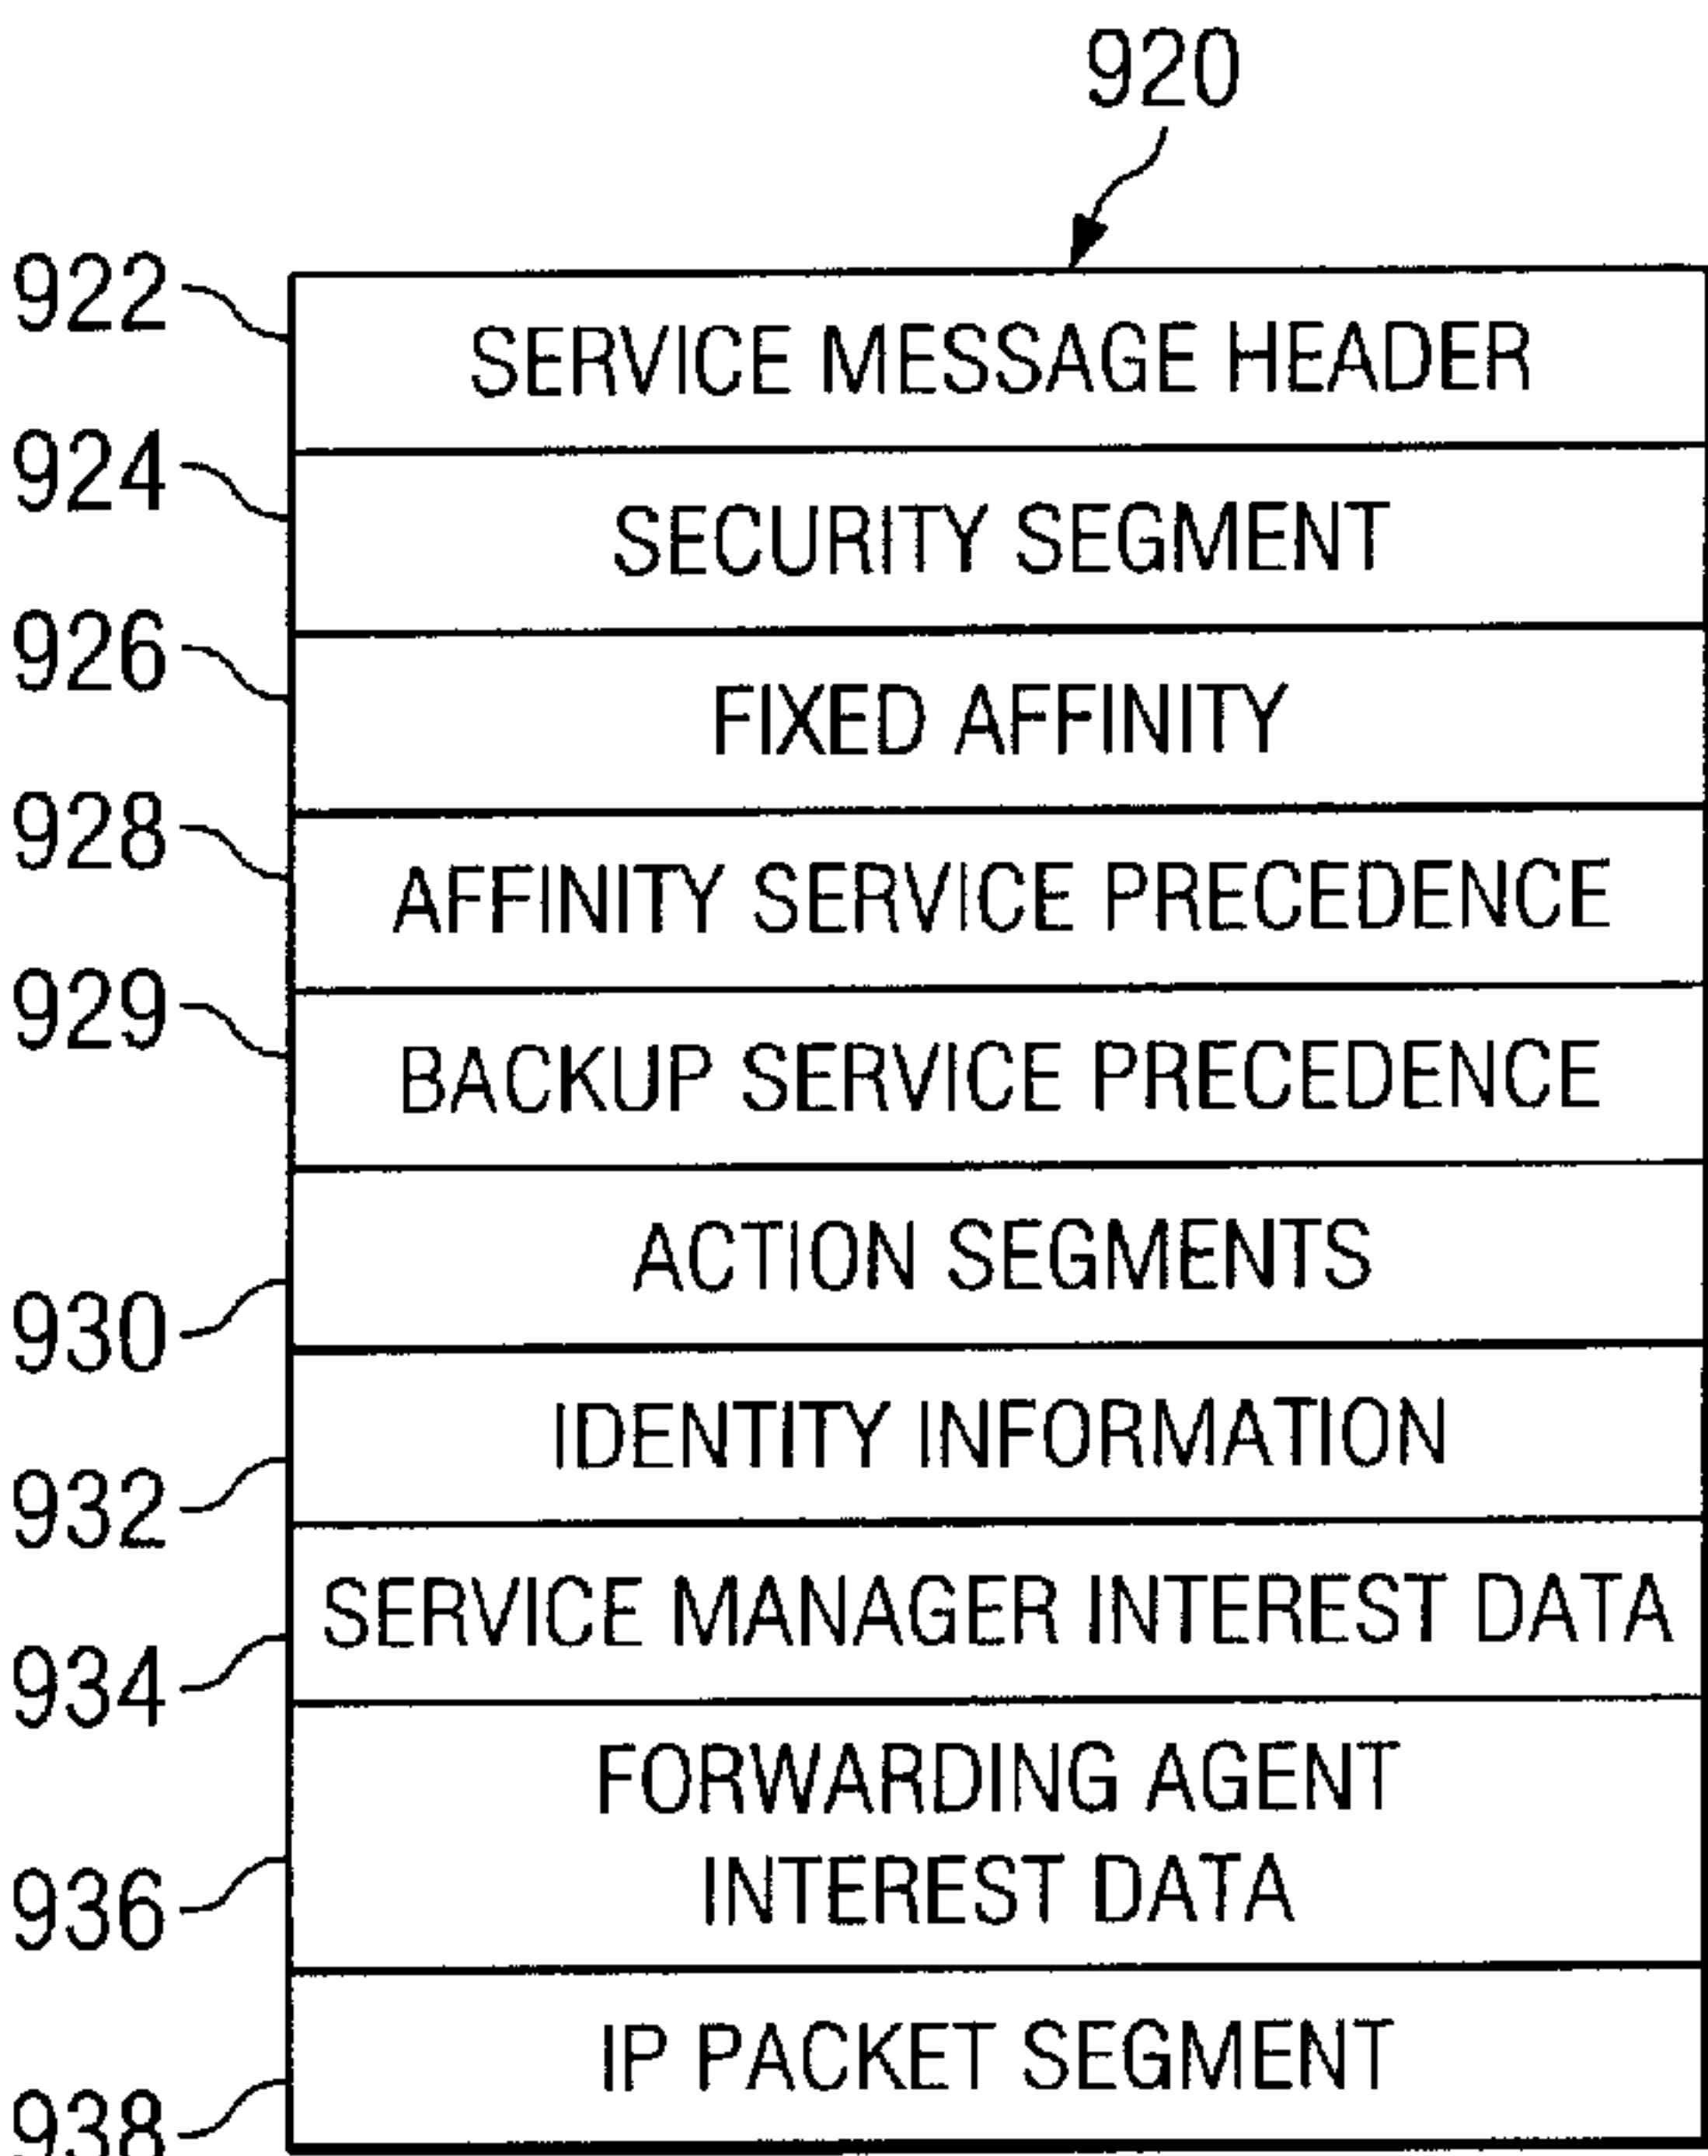 920
922
SERVICE MESSAGE HEADER
924
SECURITY SEGMENT
926
FIXED AFFINITY
928
AFFINITY SERVICE PRECEDENCE
929
BACKUP SERVICE PRECEDENCE
930
ACTION SEGMENTS
932
IDENTITY INFORMATION
934
SERVICE MANAGER INTEREST DATA
936
FORWARDING AGENT
INTEREST DATA
938
IP PACKET SEGMENT